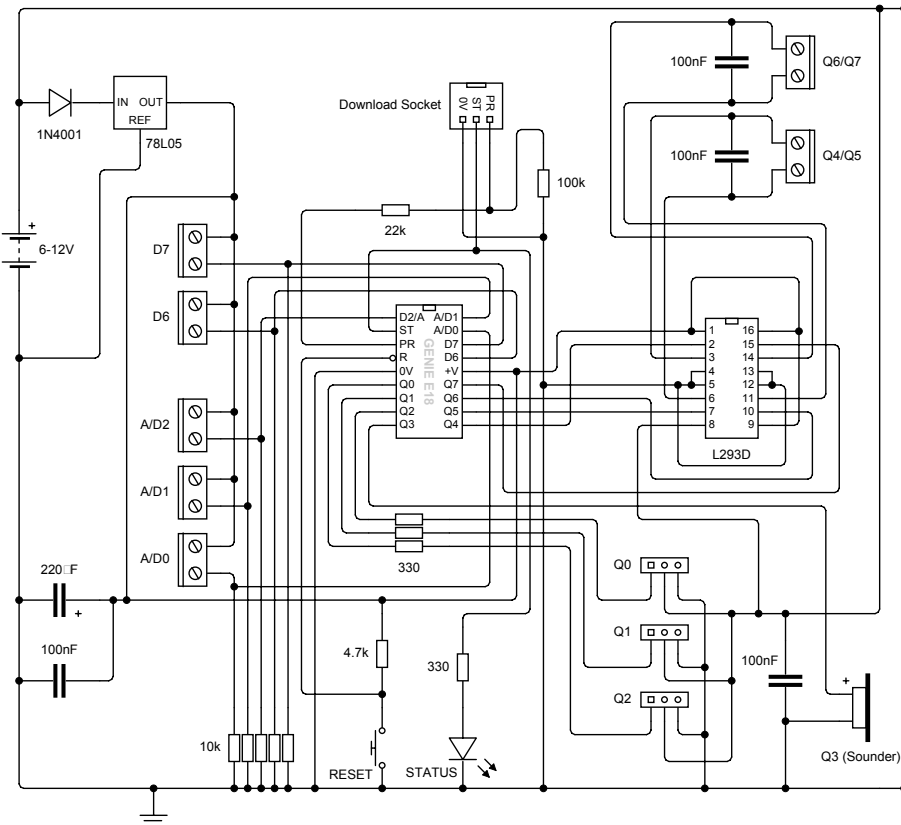 1N4001
IN OUT
REF
78L05
+
6-12V
Download Socket
0V
ST
PR
100k
22k
100nF
Q6/Q7
100nF
Q4/Q5
D7
D6
A/D2
A/D1
A/D0
D2/A A/D1
ST A/D0
PR D7
R D6
0V +V
Q0 Q7
Q1 Q6
Q2 Q5
Q3 Q4
GENIE E18
1 16
2 15
3 14
4 13
5 12
6 11
7 10
8 9
L293D
220□F
+
100nF
330
4.7k
330
10k
RESET
STATUS
Q0
Q1
Q2
100nF
+
Q3 (Sounder)